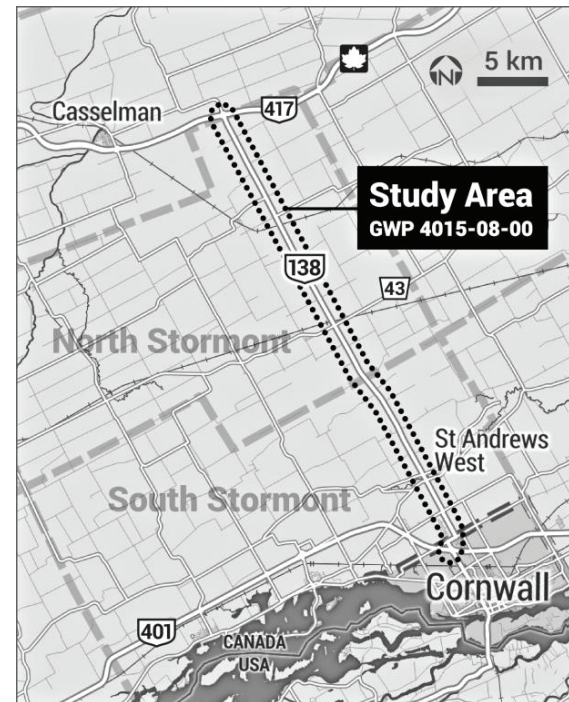 5 km
N
417
Casselman
Study Area
GWP 4015-08-00
138
43
North Stormont
St Andrews
West
South Stormont
Cornwall
401
CANADA
USA